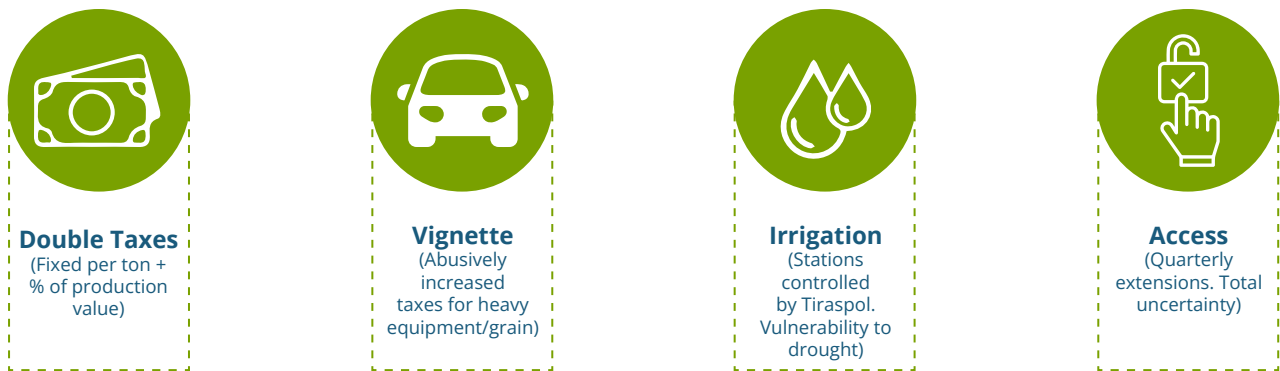 Double Taxes
(Fixed per ton +
% of production
value)
Vignette
(Abusively
increased
taxes for heavy
equipment/grain)
Irrigation
(Stations
controlled
by Tiraspol.
Vulnerability to
drought)
Access
(Quarterly
extensions. Total
uncertainty)